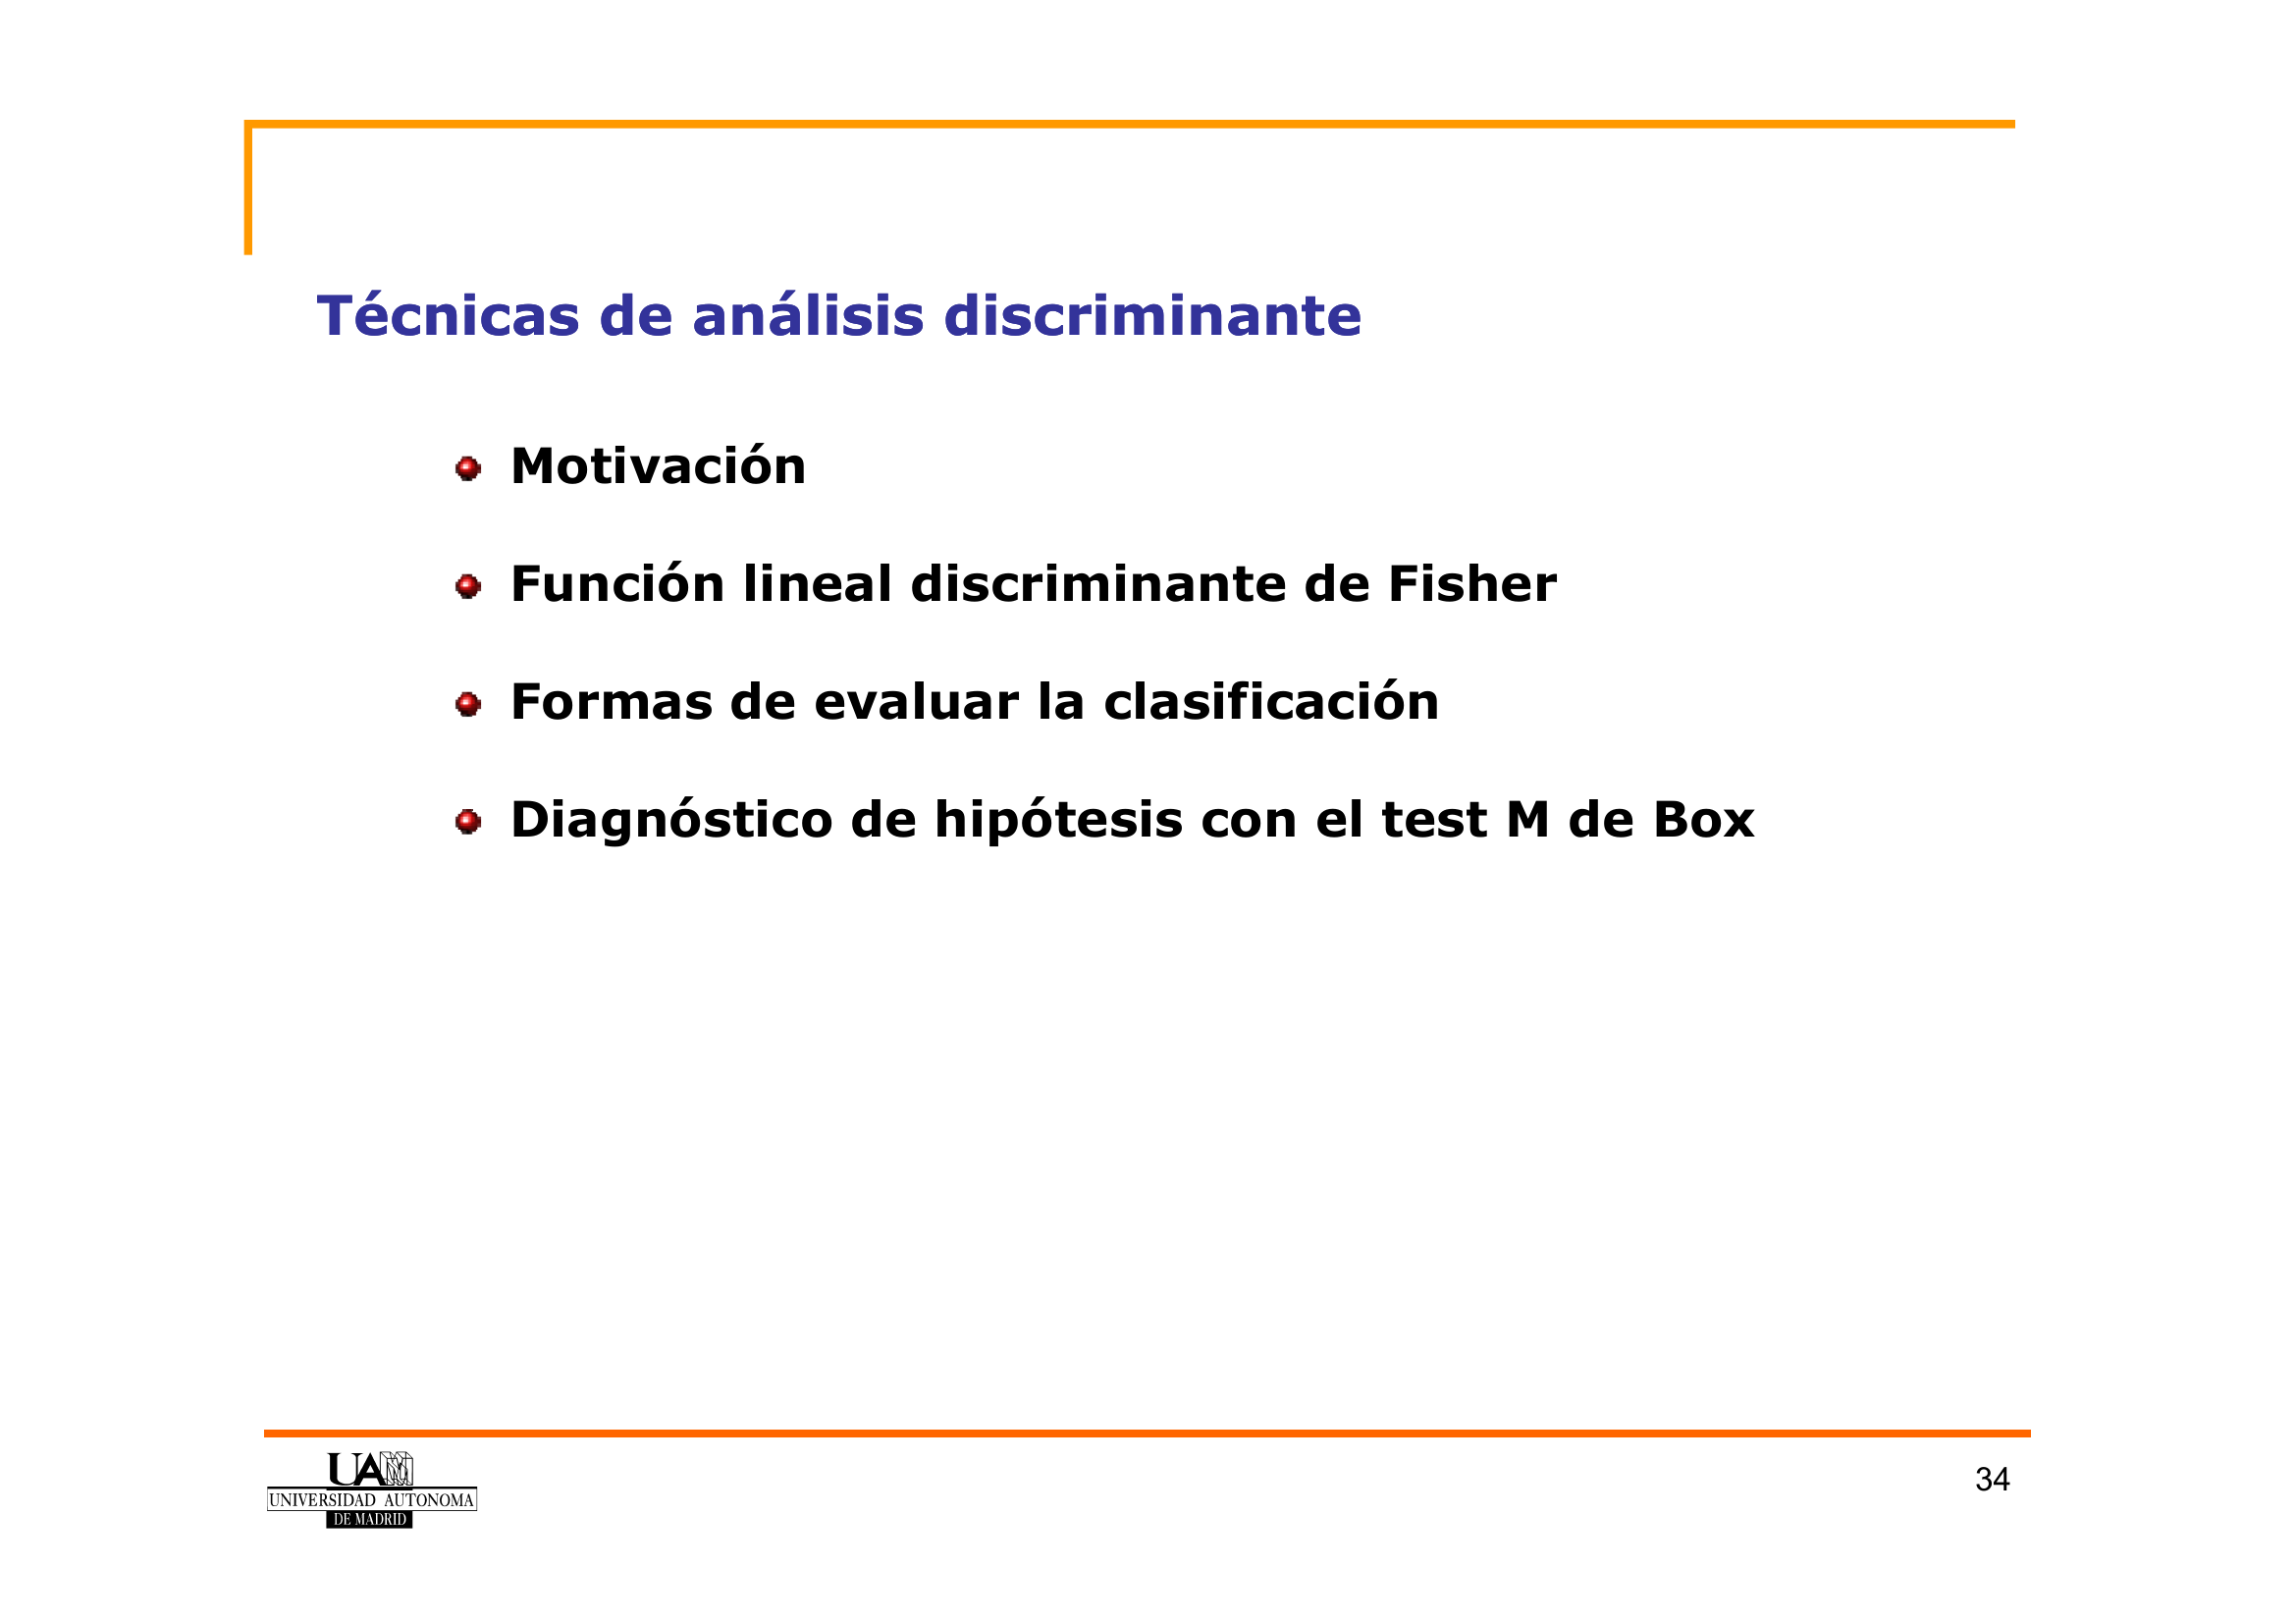 Técnicas de análisis discriminante
Motivación
Función lineal discriminante de Fisher
Formas de evaluar la clasificación
Diagnóstico de hipótesis con el test M de Box
UAM
UNIVERSIDAD AUTONOMA
DE MADRID
34